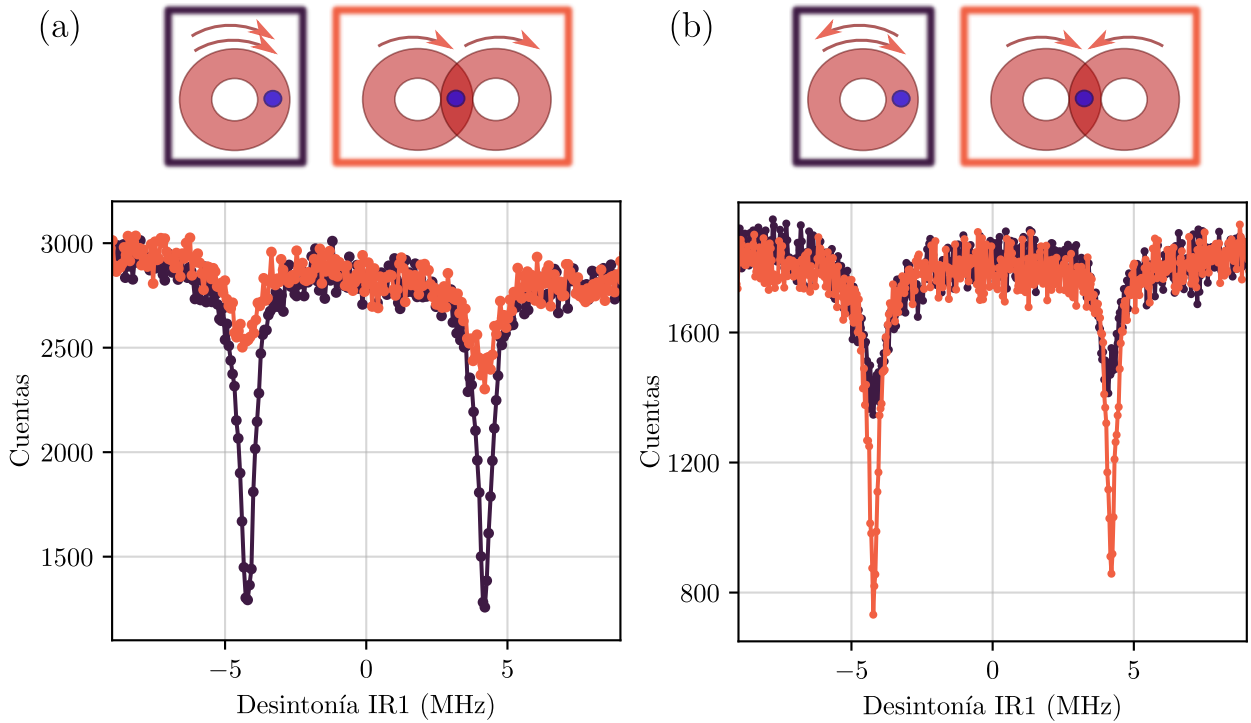 (a)
(b)
3000
2500
2000
1500
Cuentas
−5 0 5
Desintonía IR1 (MHz)
1600
1200
800
Cuentas
−5 0 5
Desintonía IR1 (MHz)